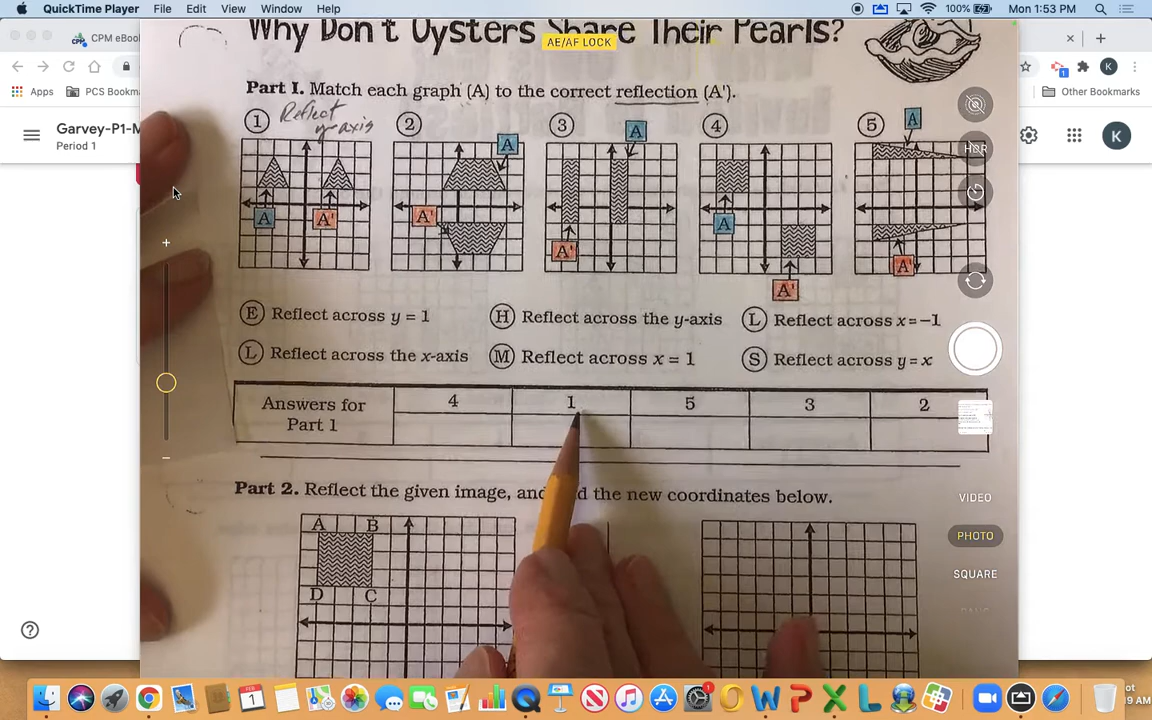 QuickTime Player File Edit View Window Help
100% Mon 1:53 PM
CPM eBoo
Apps PCS Bookm
Other Bookmarks
Garvey-P1-M
Period 1
K
K
Why Don't Oysters Share Their Pearls?
AE/AF LOCK
Part I. Match each graph (A) to the correct reflection (A').
1 Reflect y-axis
2
3
4
5
A A'
A A'
A A'
A A'
A A'
HDR
E Reflect across y = 1
H Reflect across the y-axis
L Reflect across x = −1
L Reflect across the x-axis
M Reflect across x = 1
S Reflect across y = x
Answers for Part 1
4 1 5 3 2
Part 2. Reflect the given image, and the new coordinates below.
A B
D C
VIDEO
PHOTO
SQUARE
FEB 1